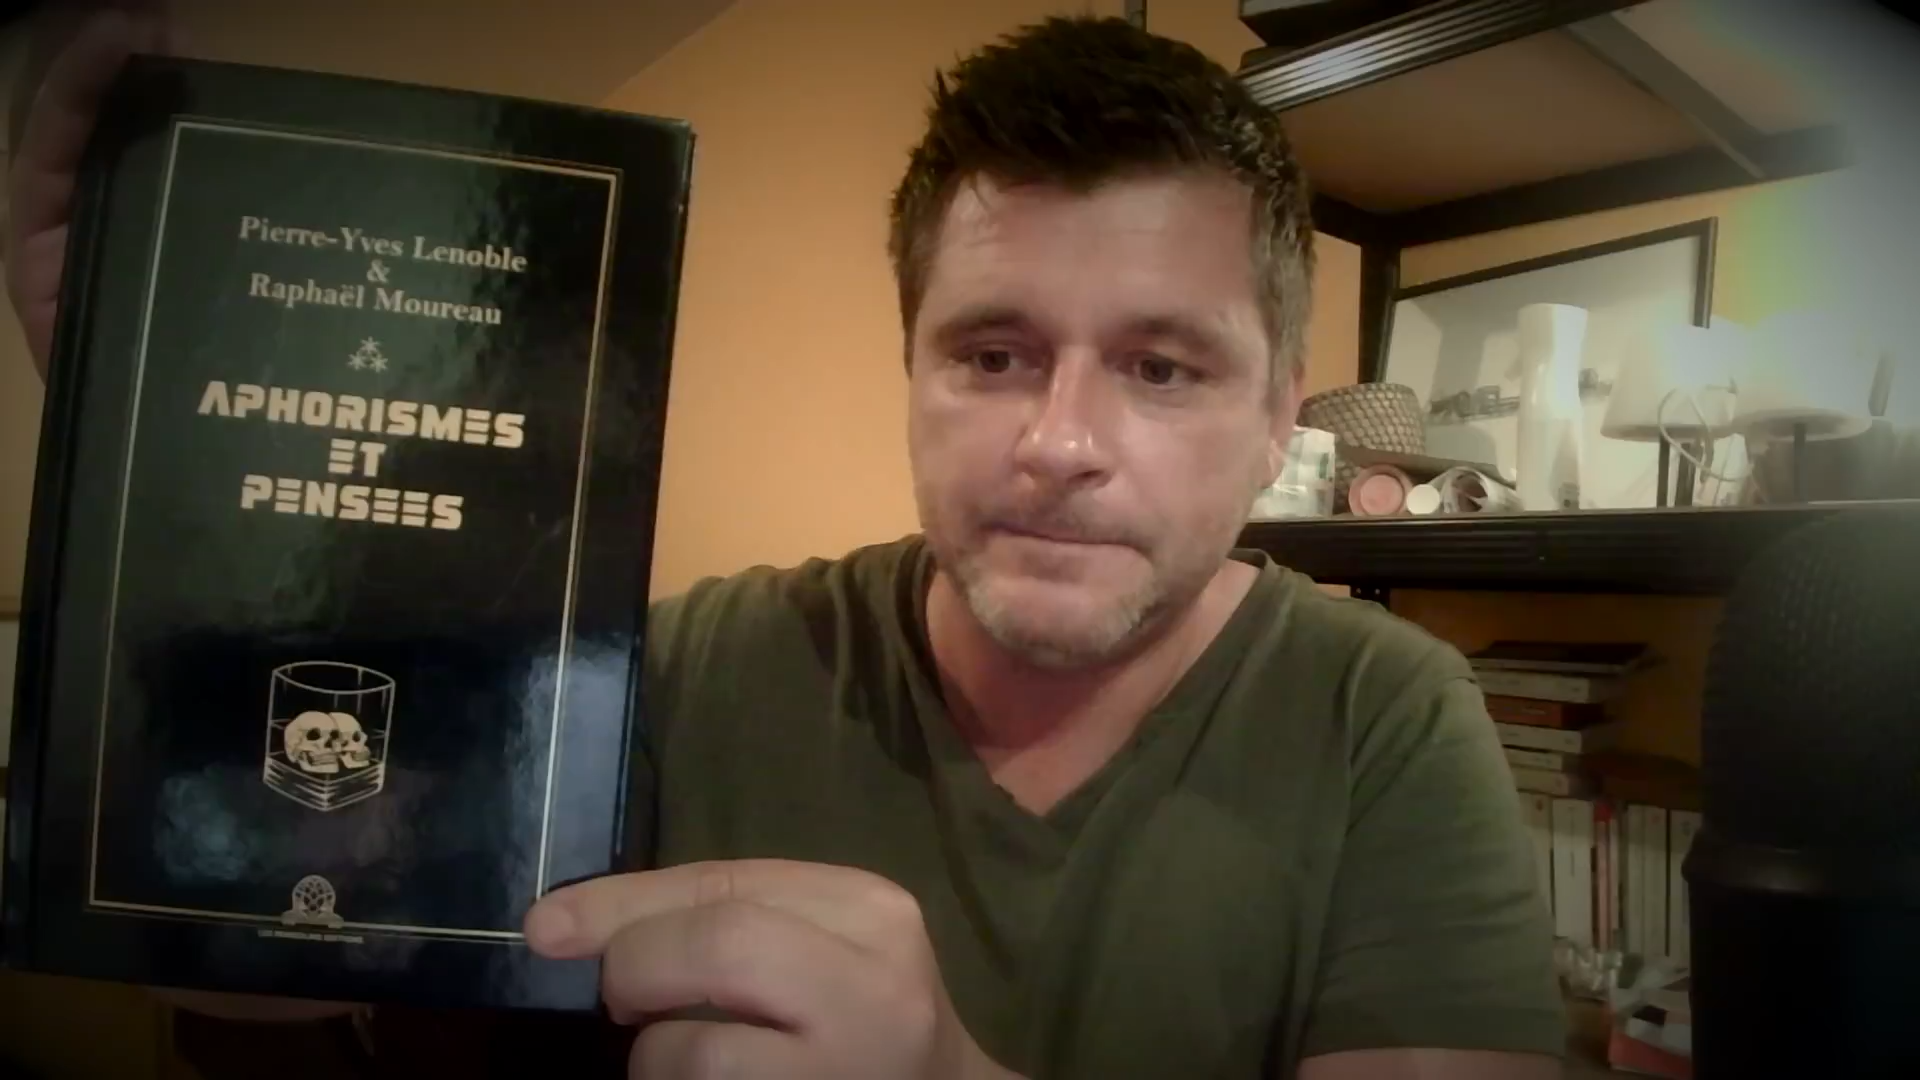 Pierre-Yves Lenoble
&
Raphaël Moureau
APHORISMES
ET
PENSEES